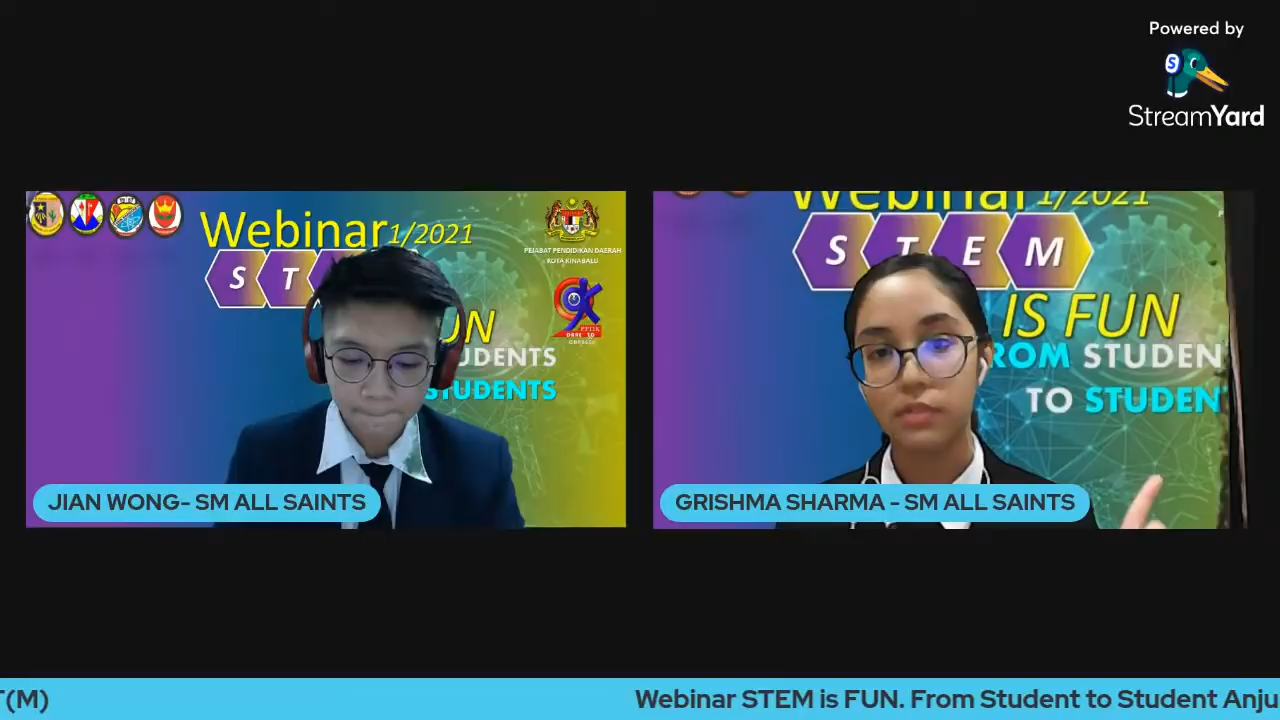 Powered by
StreamYard
Webinar 1/2021
S T
UN
UDENTS
STUDENTS
PEJABAT PENDIDIKAN DAERAH
KOTA KINABALU
JIAN WONG- SM ALL SAINTS
Webinar 1/2021
S T E M
IS FUN
ROM STUDEN
TO STUDEN
GRISHMA SHARMA - SM ALL SAINTS
T(M)
Webinar STEM is FUN. From Student to Student Anju